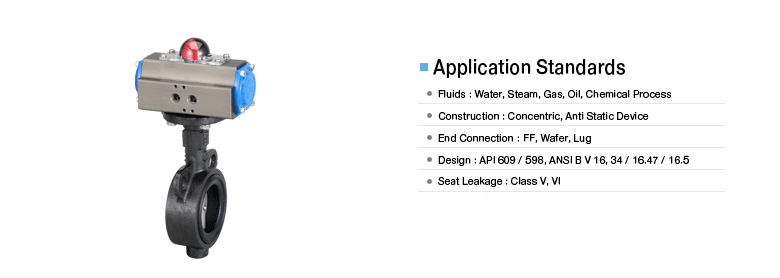 Application Standards
Fluids : Water, Steam, Gas, Oil, Chemical Process
Construction : Concentric, Anti Static Device
End Connection : FF, Wafer, Lug
Design : API 609 / 598, ANSI B V 16, 34 / 16.47 / 16.5
Seat Leakage : Class V, VI